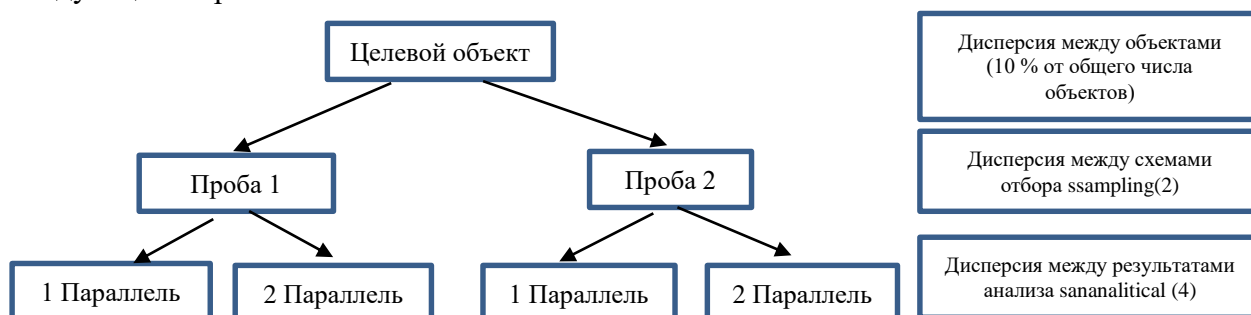 Целевой объект
Дисперсия между объектами
(10 % от общего числа
объектов)
Проба 1
Проба 2
Дисперсия между схемами
отбора ssampling(2)
1 Параллель
2 Параллель
1 Параллель
2 Параллель
Дисперсия между результатами
анализа sananalitical (4)